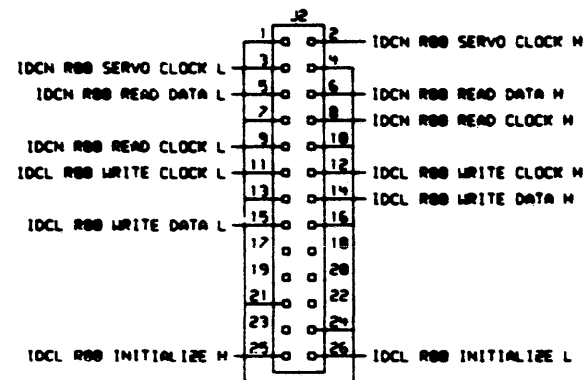 J2
1 2 IDCN R80 SERVO CLOCK H
IDCN R80 SERVO CLOCK L 3 4
IDCN R80 READ DATA L 5 6 IDCN R80 READ DATA H
7 8 IDCN R80 READ CLOCK H
IDCN R80 READ CLOCK L 9 10
IDCL R80 WRITE CLOCK L 11 12 IDCL R80 WRITE CLOCK H
13 14 IDCL R80 WRITE DATA H
IDCL R80 WRITE DATA L 15 16
17 18
19 20
21 22
23 24
IDCL R80 INITIALIZE H 25 26 IDCL R80 INITIALIZE L